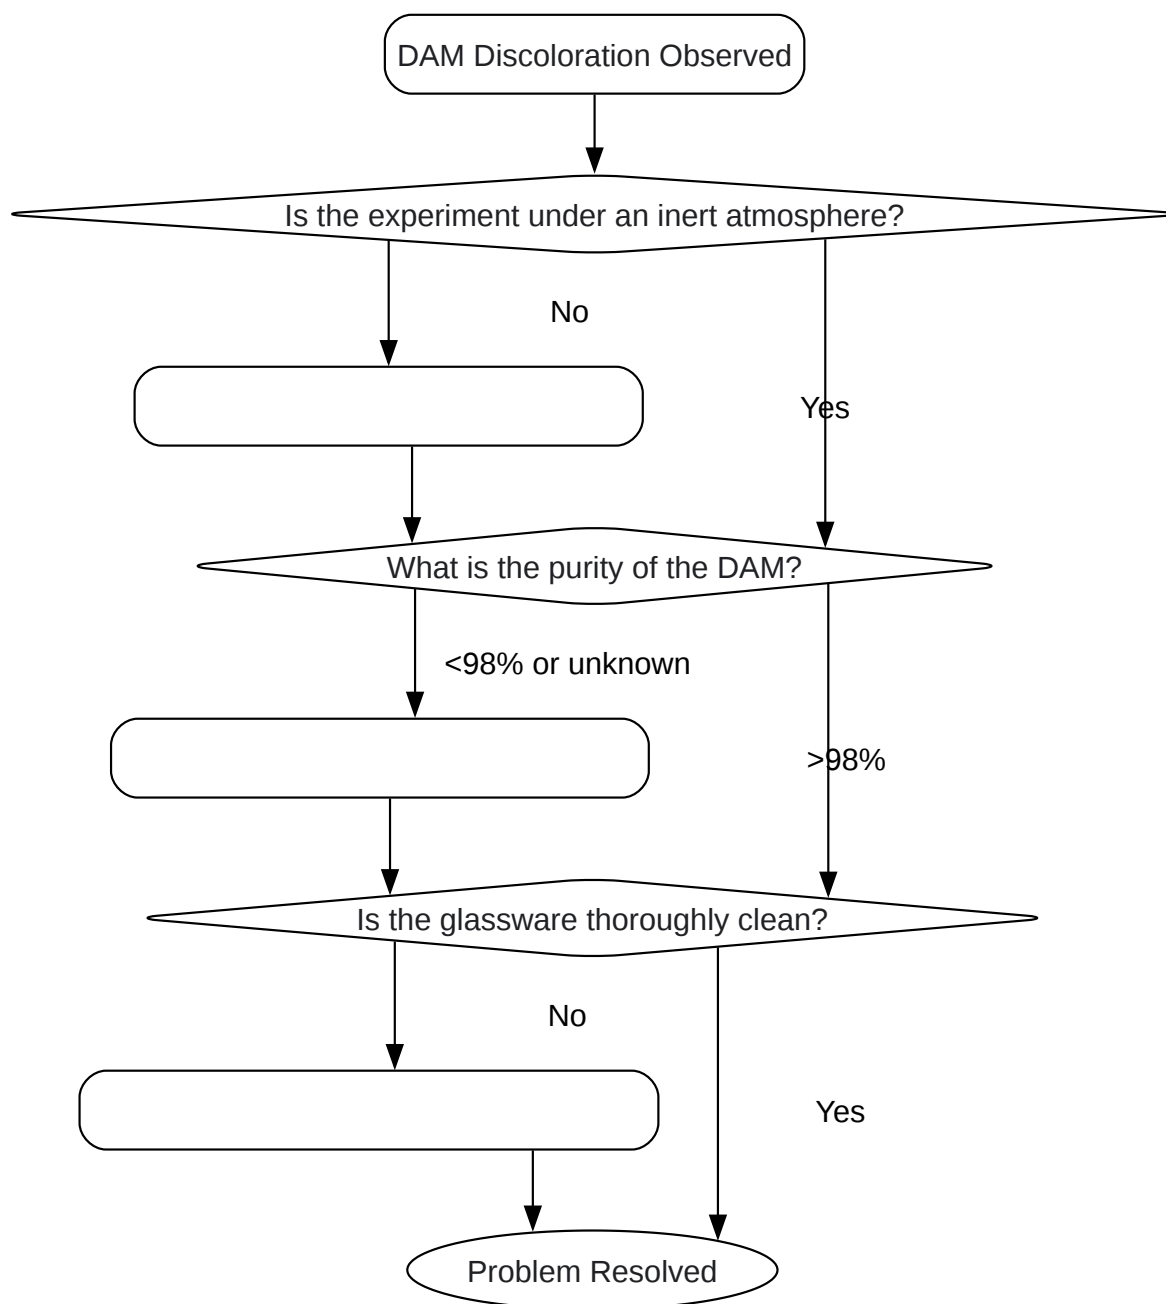 DAM Discoloration Observed
Is the experiment under an inert atmosphere?
No
Yes
What is the purity of the DAM?
<98% or unknown
>98%
Is the glassware thoroughly clean?
No
Yes
Problem Resolved